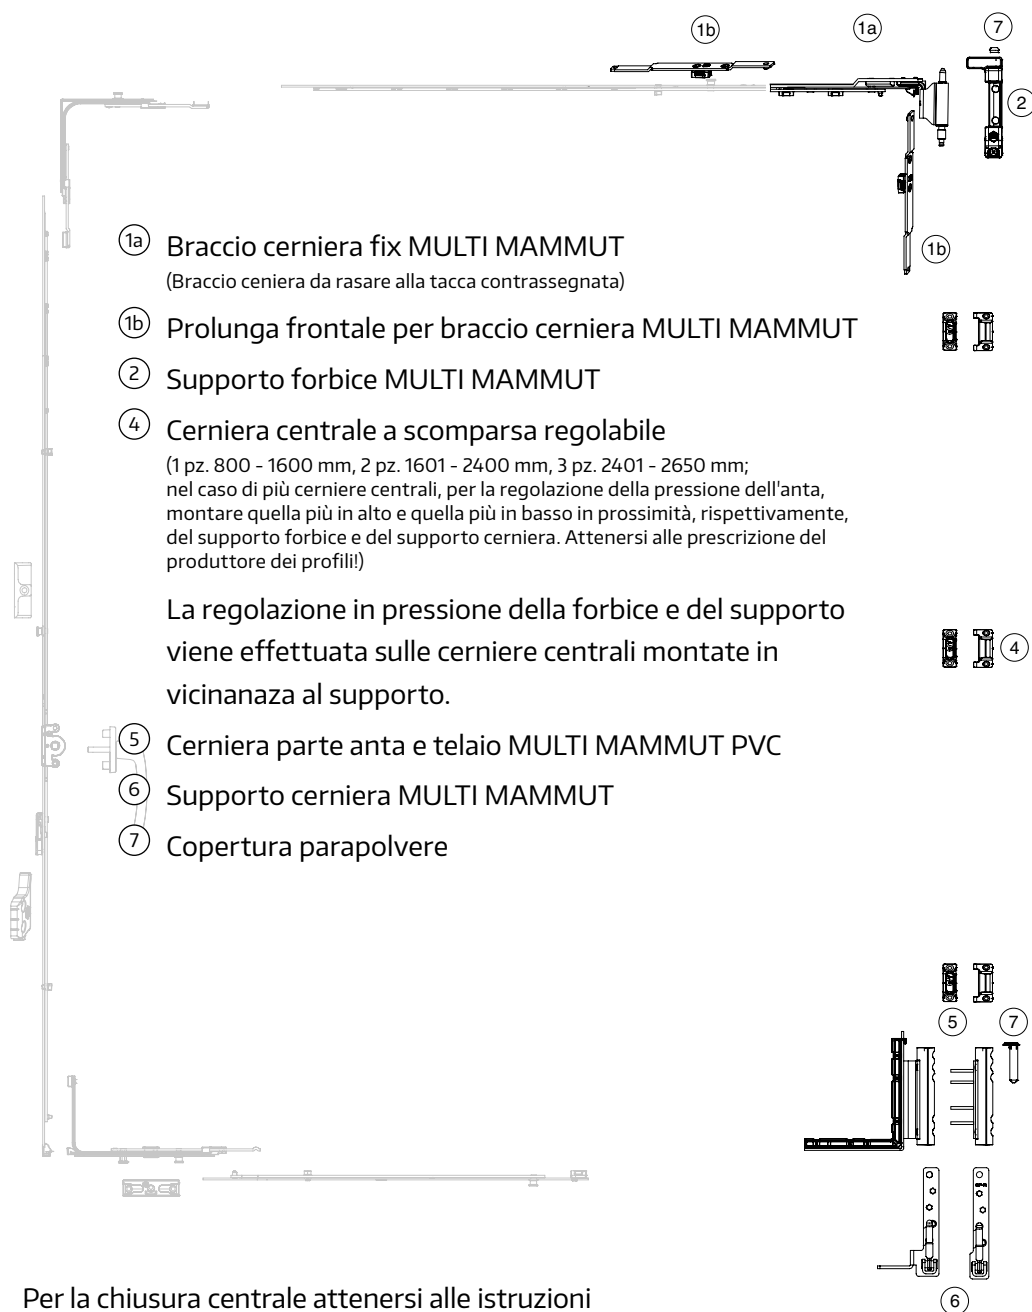 1b
1a
7
2
1a Braccio cerniera fix MULTI MAMMUT
(Braccio ceniera da rasare alla tacca contrassegnata)
1b
1b Prolunga frontale per braccio cerniera MULTI MAMMUT
2 Supporto forbice MULTI MAMMUT
4 Cerniera centrale a scomparsa regolabile
(1 pz. 800 - 1600 mm, 2 pz. 1601 - 2400 mm, 3 pz. 2401 - 2650 mm;
nel caso di più cerniere centrali, per la regolazione della pressione dell'anta,
montare quella più in alto e quella più in basso in prossimità, rispettivamente,
del supporto forbice e del supporto cerniera. Attenersi alle prescrizione del
produttore dei profili!)
La regolazione in pressione della forbice e del supporto
viene effettuata sulle cerniere centrali montate in
vicinanaza al supporto.
4
5 Cerniera parte anta e telaio MULTI MAMMUT PVC
6 Supporto cerniera MULTI MAMMUT
7 Copertura parapolvere
5
7
6
Per la chiusura centrale attenersi alle istruzioni